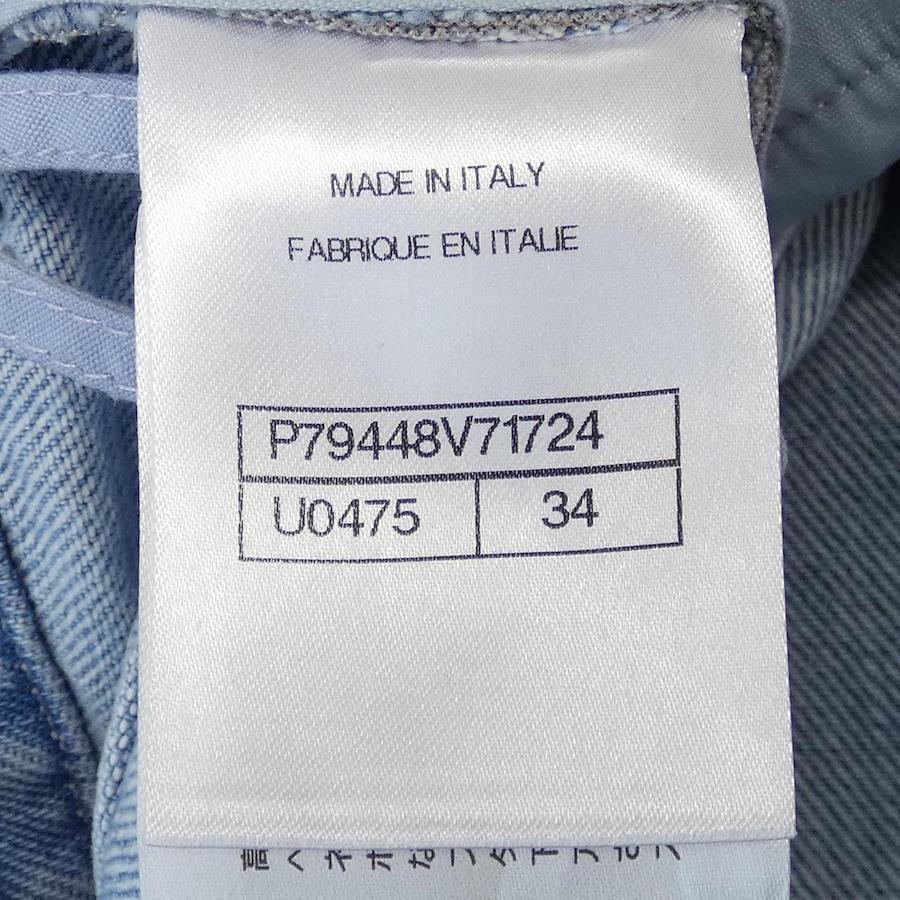 MADE IN ITALY
FABRIQUE EN ITALIE
P79448V71724
U0475
34